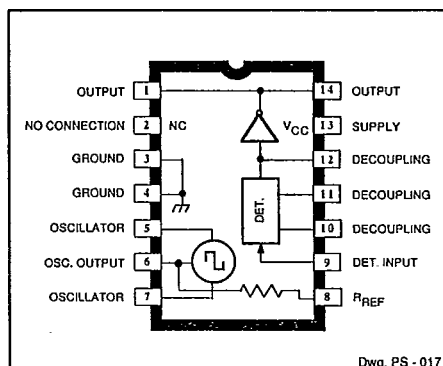 OUTPUT 1 14 OUTPUT
NO CONNECTION 2 NC VCC 13 SUPPLY
GROUND 3 12 DECOUPLING
GROUND 4 11 DECOUPLING
DET.
OSCILLATOR 5 10 DECOUPLING
OSC. OUTPUT 6 9 DET. INPUT
OSCILLATOR 7 8 RREF
Dwg. PS - 017